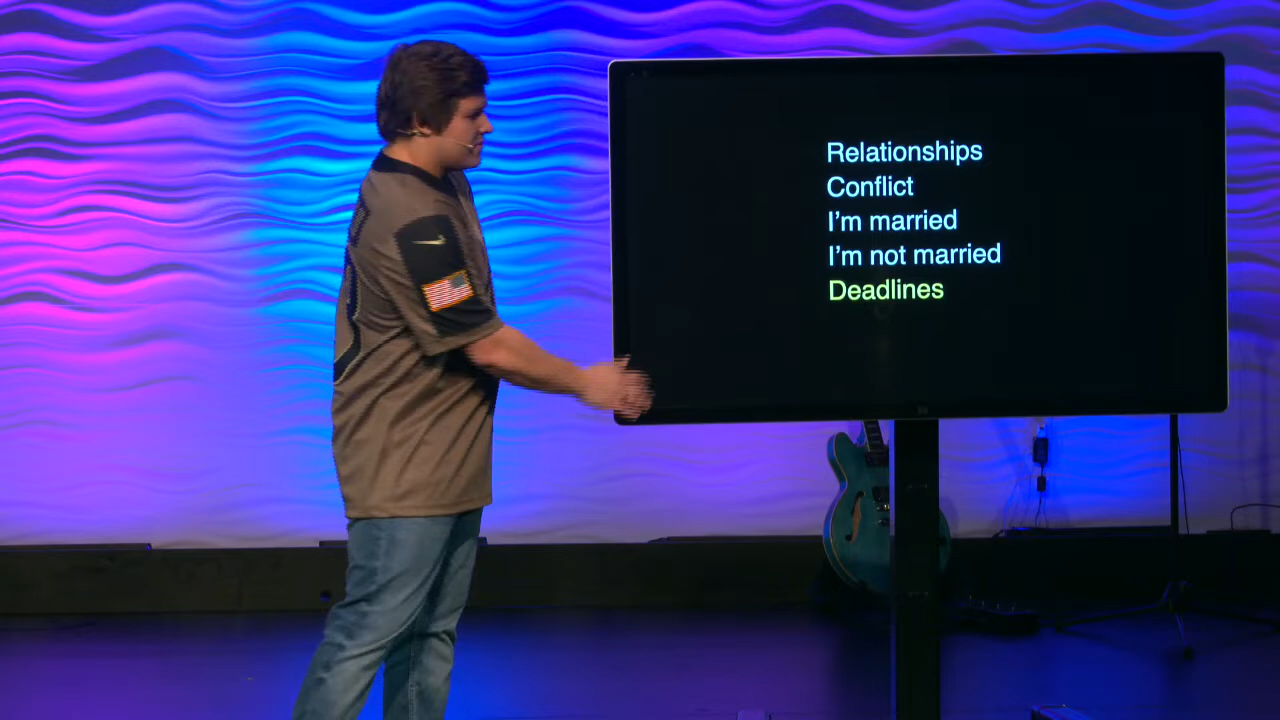 Relationships
Conflict
I'm married
I'm not married
Deadlines